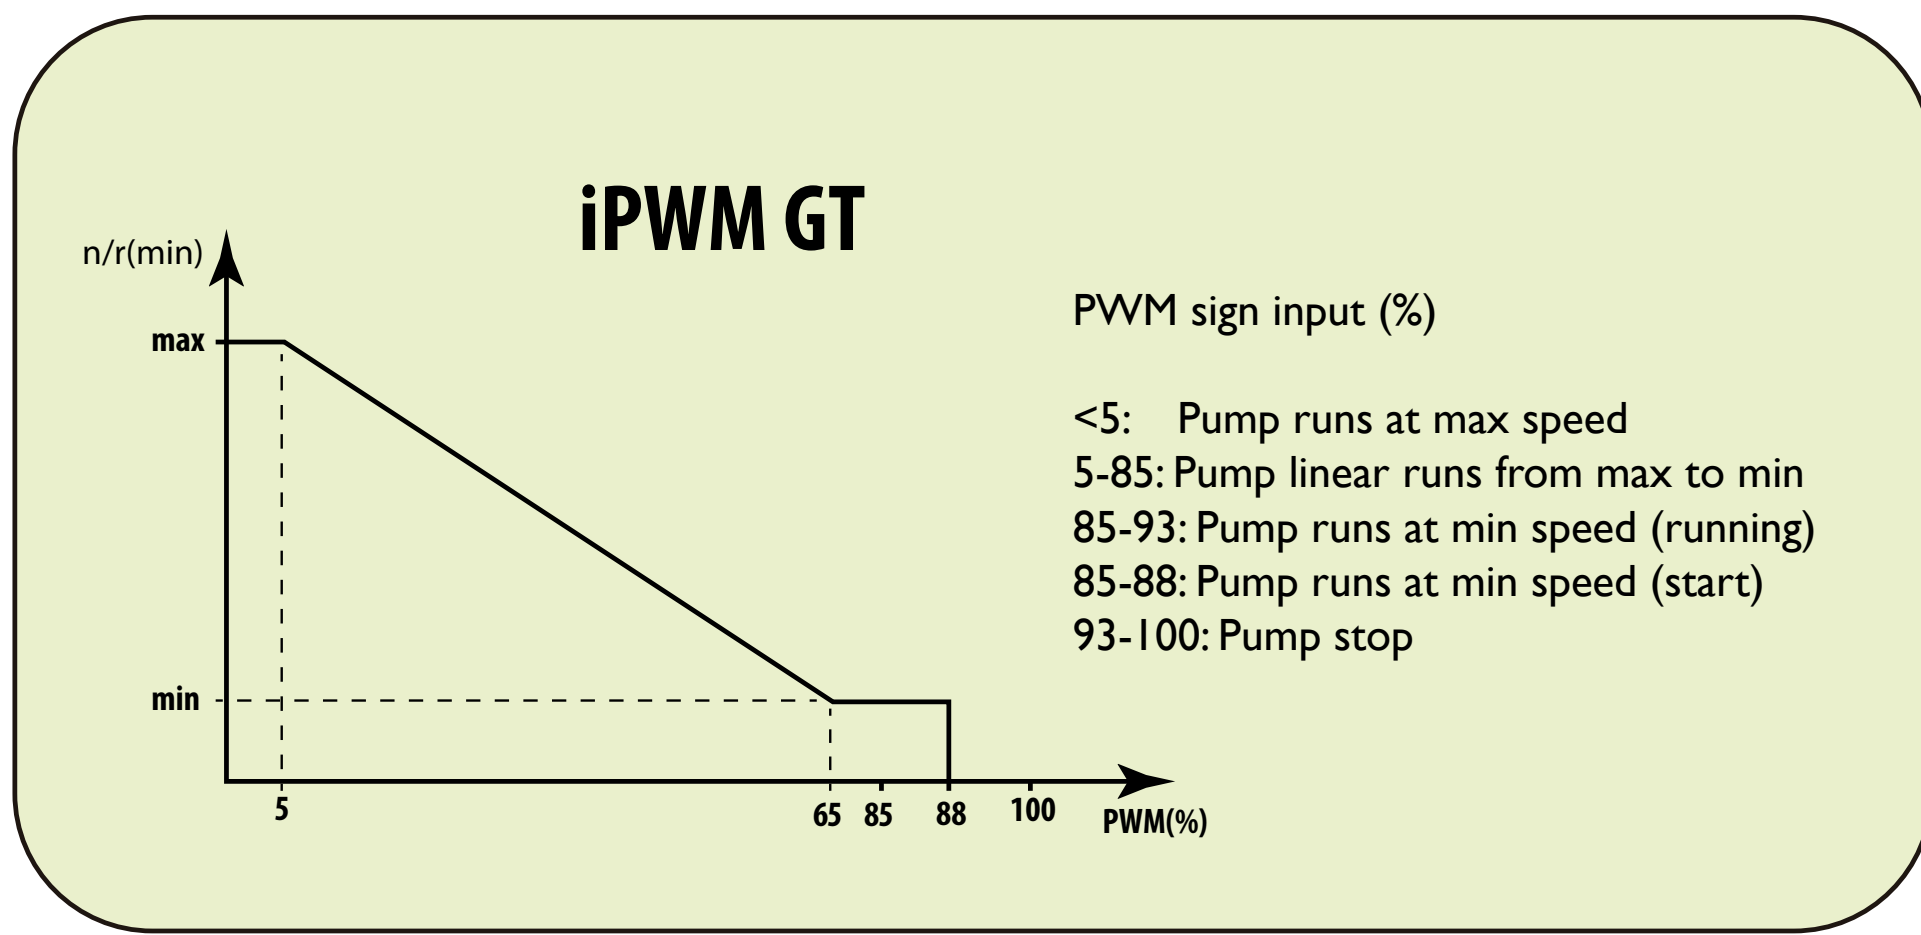 iPWM GT
n/r(min)
max
min
5
65
85
88
100
PWM(%)
PWM sign input (%)
<5: Pump runs at max speed
5-85: Pump linear runs from max to min
85-93: Pump runs at min speed (running)
85-88: Pump runs at min speed (start)
93-100: Pump stop